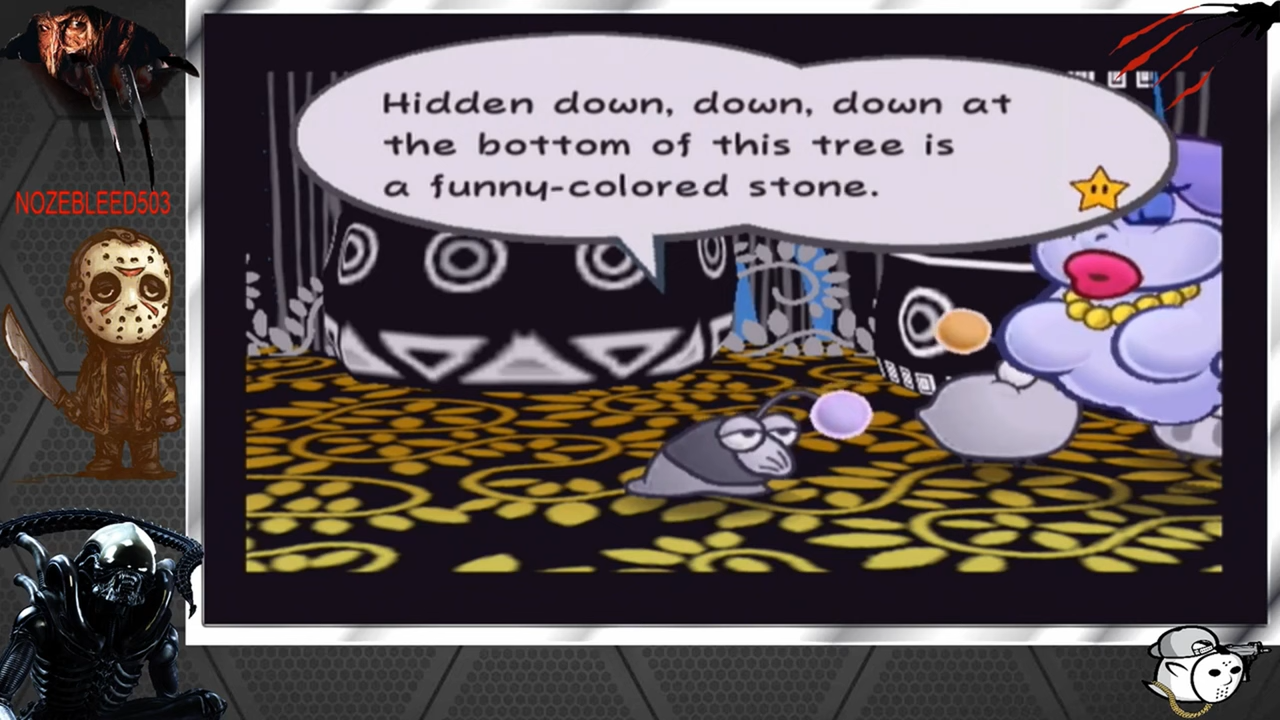 Hidden down, down, down at
the bottom of this tree is
a funny-colored stone.
NOZEBLEED503